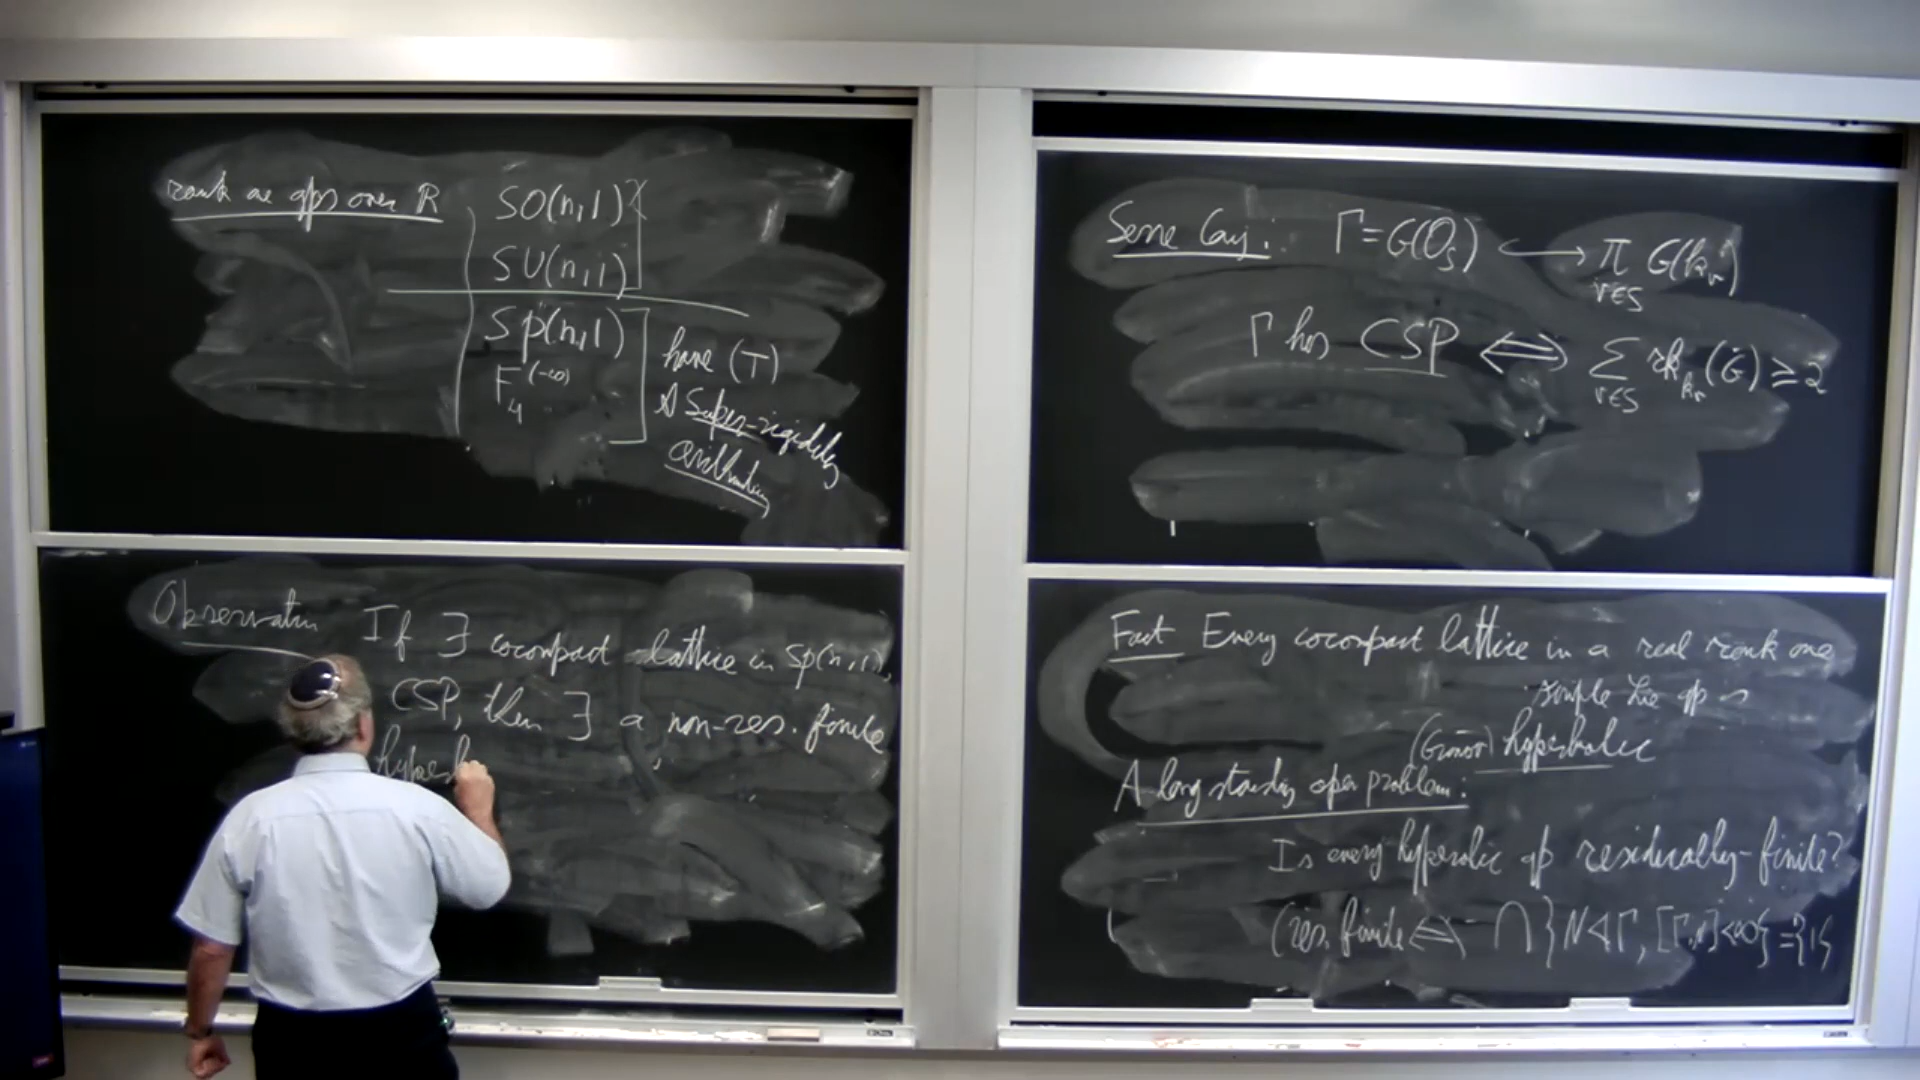 rank one gps over R
SO(n,1)
SU(n,1)
Sp(n,1)
F₄^(-20)
have (T)
& Super-rigidity
arithmeticity
Observation If ∃ cocompact lattice in Sp(n,1),
CSP, then ∃ a non-res. finite
hyperb
Serre Conj: Γ=G(O_S) ↪ π_{v∈S} G(k_v)
Γ has CSP ⟺ Σ_{v∈S} rk_{k_v}(G) ≥ 2
Fact Every cocompact lattice in a real rank one
simple Lie gp is
(Gromov) hyperbolic
A long standing open problem:
Is every hyperbolic gp residually-finite?
(res. finite ⟺ ∩{N◁Γ, [Γ:N]<∞}={1}